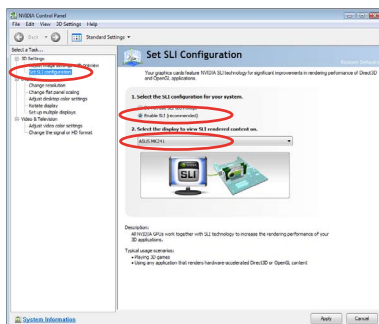 NVIDIA Control Panel
File Edit View 3D Settings Help
Back
Standard Settings
Select a Task...
3D Settings
Adjust image settings with preview
Set SLI configuration
Change resolution
Change flat panel scaling
Adjust desktop color settings
Rotate display
Set up multiple displays
Video & Television
Adjust video color settings
Change the signal or HD format
System Information
Set SLI Configuration
Your graphics cards feature NVIDIA SLI technology for significant improvements in rendering performance of Direct3D
and OpenGL applications
1. Select the SLI configuration for your system.
Enable SLI (recommended)
2. Select the display to view SLI rendered content on.
ASUS MK241
SLI
Description:
All NVIDIA GPUs work together with SLI technology to increase the rendering performance of your
3D applications.
Typical usage scenarios:
• Playing 3D games
• Using any application that renders hardware-accelerated Direct3D or OpenGL content
Apply
Cancel